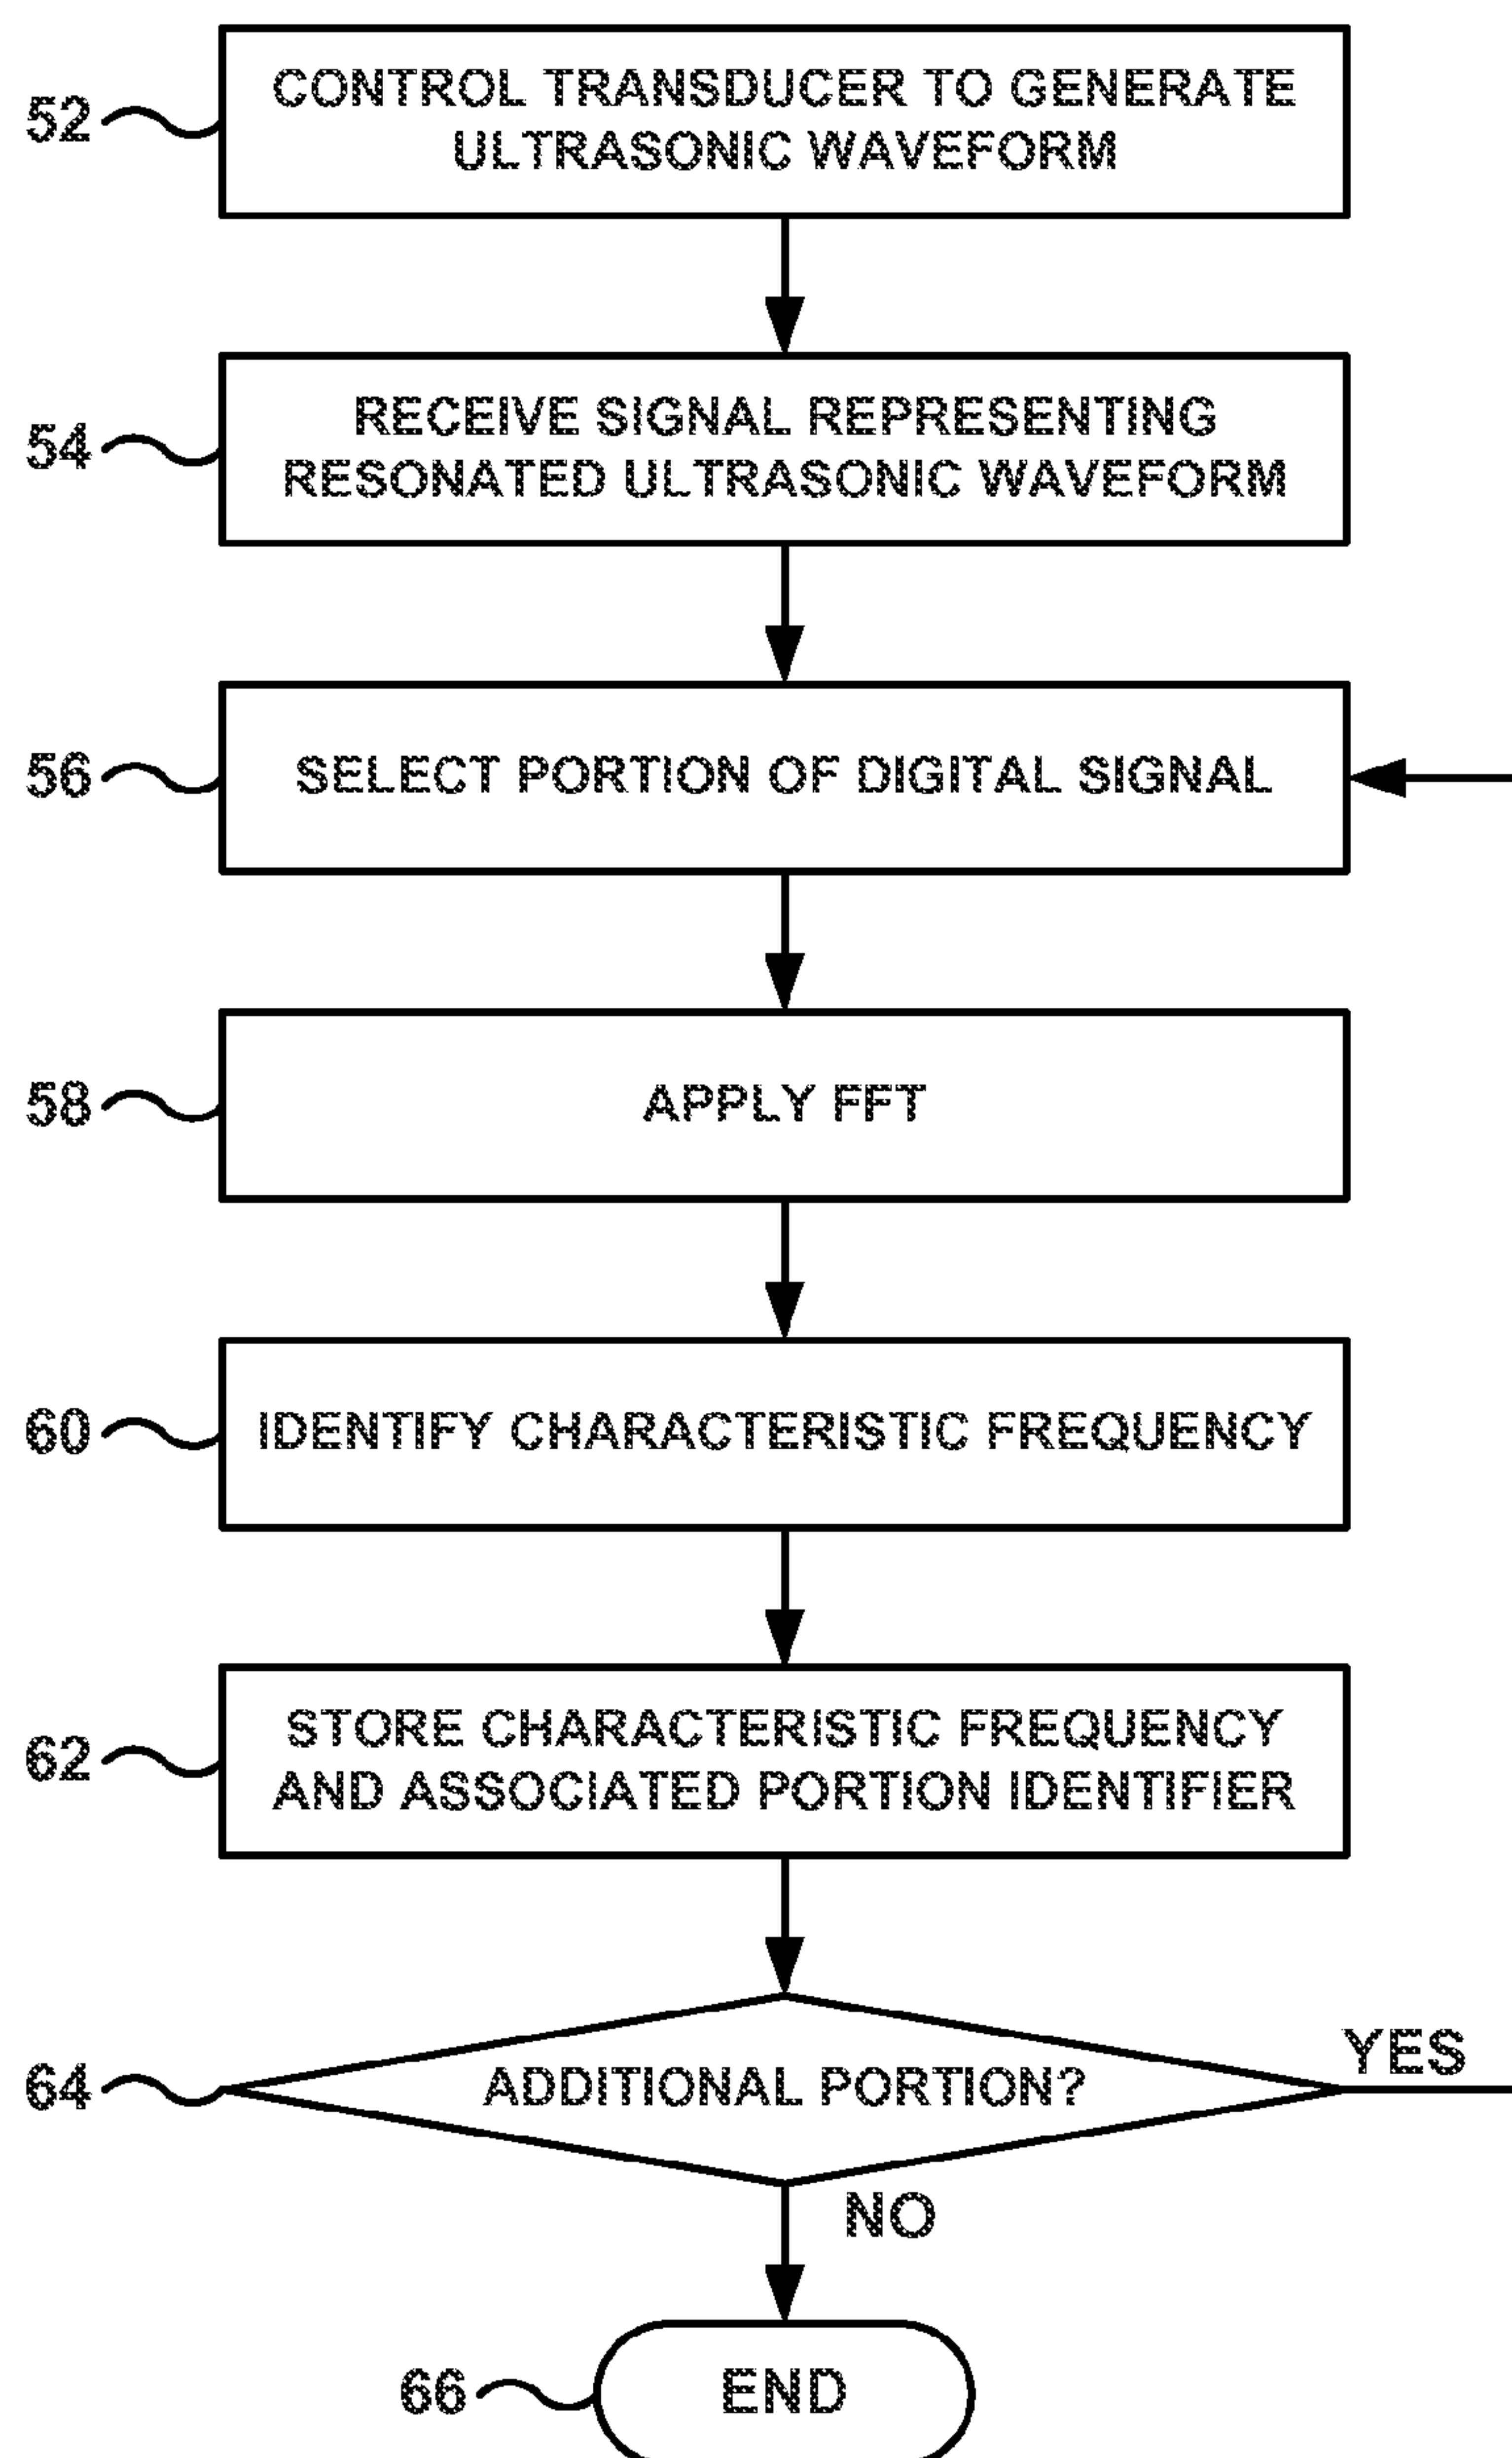 52
CONTROL TRANSDUCER TO GENERATE
ULTRASONIC WAVEFORM
54
RECEIVE SIGNAL REPRESENTING
RESONATED ULTRASONIC WAVEFORM
56
SELECT PORTION OF DIGITAL SIGNAL
58
APPLY FFT
60
IDENTIFY CHARACTERISTIC FREQUENCY
62
STORE CHARACTERISTIC FREQUENCY
AND ASSOCIATED PORTION IDENTIFIER
64
ADDITIONAL PORTION?
YES
NO
66
END